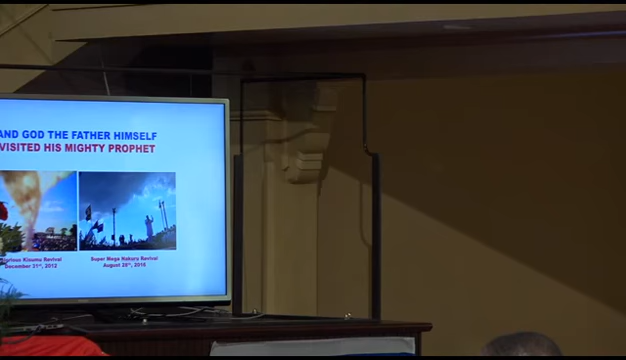 AND GOD THE FATHER HIMSELF
VISITED HIS MIGHTY PROPHET
Kisumu Revival
December 31st, 2012
Super Mega Nakuru Revival
August 28th, 2016